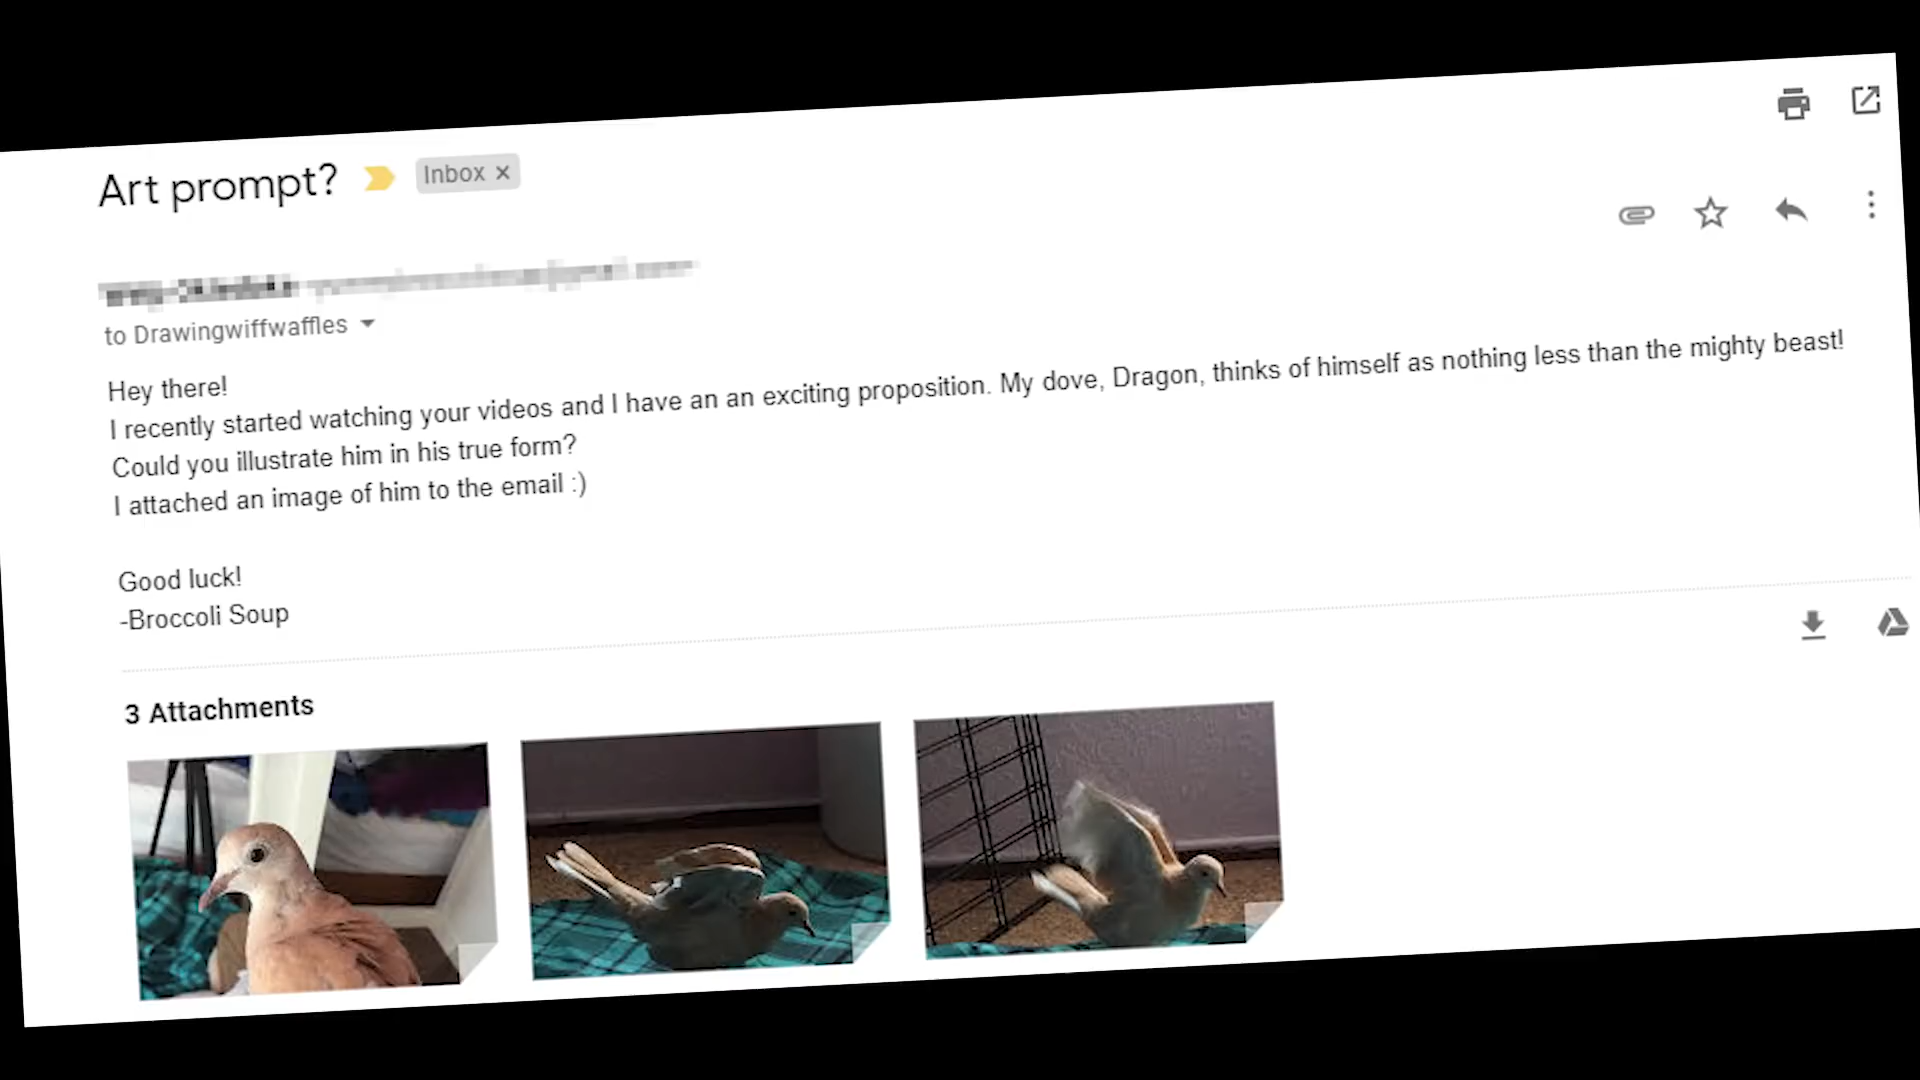 Art prompt? Inbox ×
to Drawingwiffwaffles
Hey there!
I recently started watching your videos and I have an an exciting proposition. My dove, Dragon, thinks of himself as nothing less than the mighty beast!
Could you illustrate him in his true form?
I attached an image of him to the email :)
Good luck!
-Broccoli Soup
3 Attachments